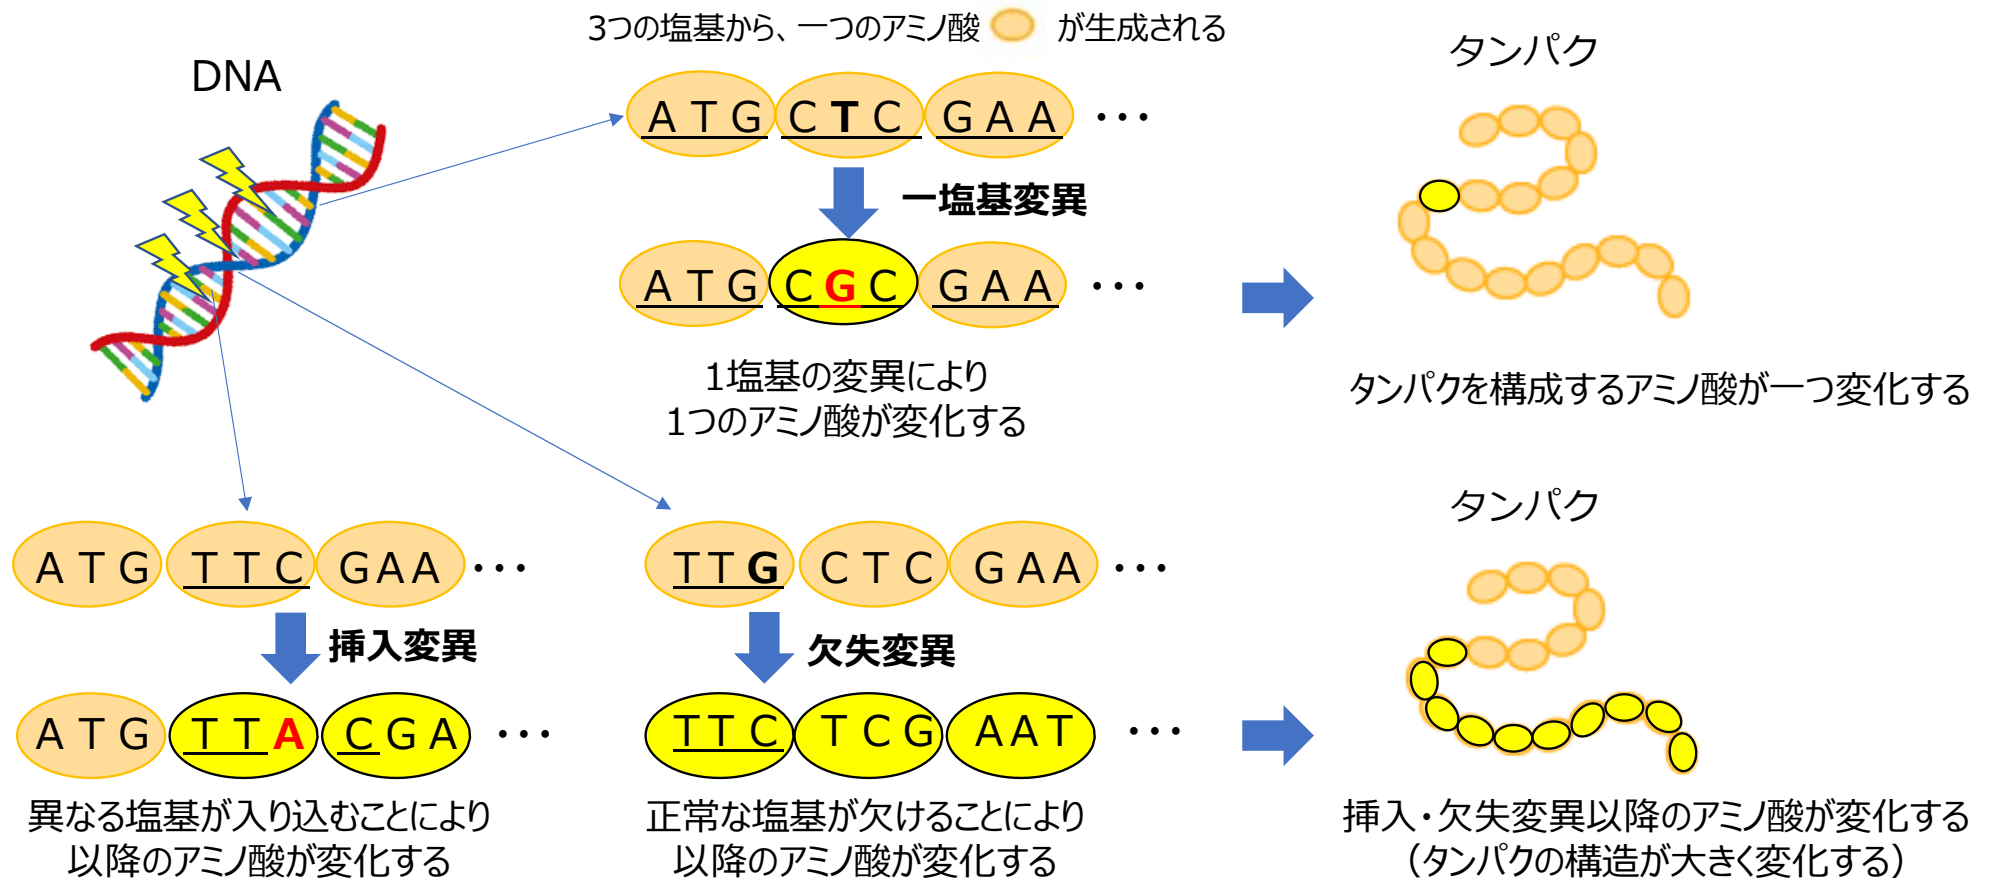 3つの塩基から、一つのアミノ酸 が生成される
DNA
タンパク
A T G C T C G A A ・・・
一塩基変異
A T G C G C G A A ・・・
1塩基の変異により
1つのアミノ酸が変化する
タンパクを構成するアミノ酸が一つ変化する
A T G T T C G A A ・・・
挿入変異
A T G T T A C G A ・・・
異なる塩基が入り込むことにより
以降のアミノ酸が変化する
T T G C T C G A A ・・・
欠失変異
T T C T C G A A T ・・・
正常な塩基が欠けることにより
以降のアミノ酸が変化する
タンパク
挿入・欠失変異以降のアミノ酸が変化する
（タンパクの構造が大きく変化する）